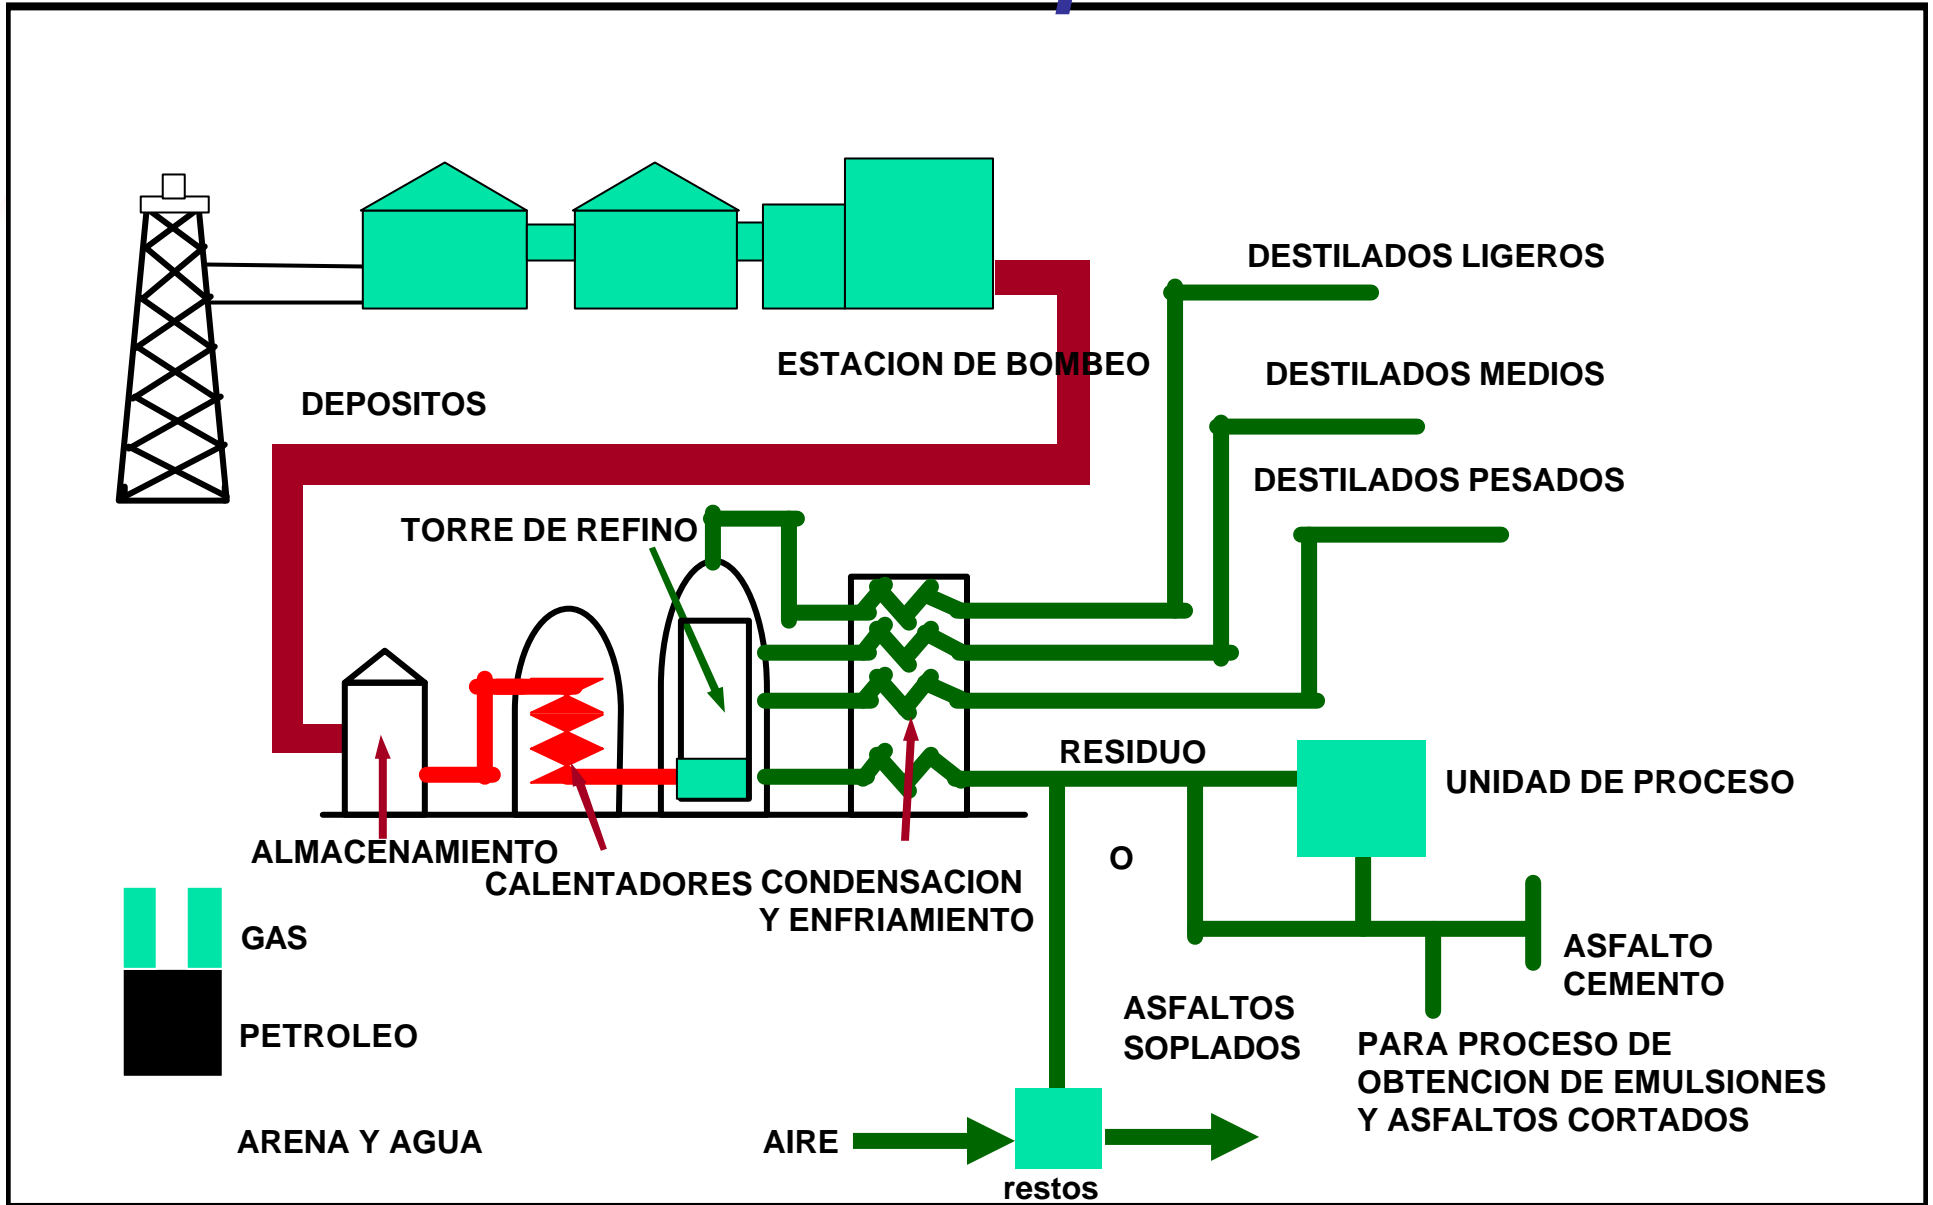 DESTILADOS LIGEROS
ESTACION DE BOMBEO
DESTILADOS MEDIOS
DEPOSITOS
DESTILADOS PESADOS
TORRE DE REFINO
RESIDUO
UNIDAD DE PROCESO
ALMACENAMIENTO
O
CALENTADORES
CONDENSACION
Y ENFRIAMIENTO
GAS
ASFALTO
CEMENTO
ASFALTOS
SOPLADOS
PETROLEO
PARA PROCESO DE
OBTENCION DE EMULSIONES
Y ASFALTOS CORTADOS
ARENA Y AGUA
AIRE
restos